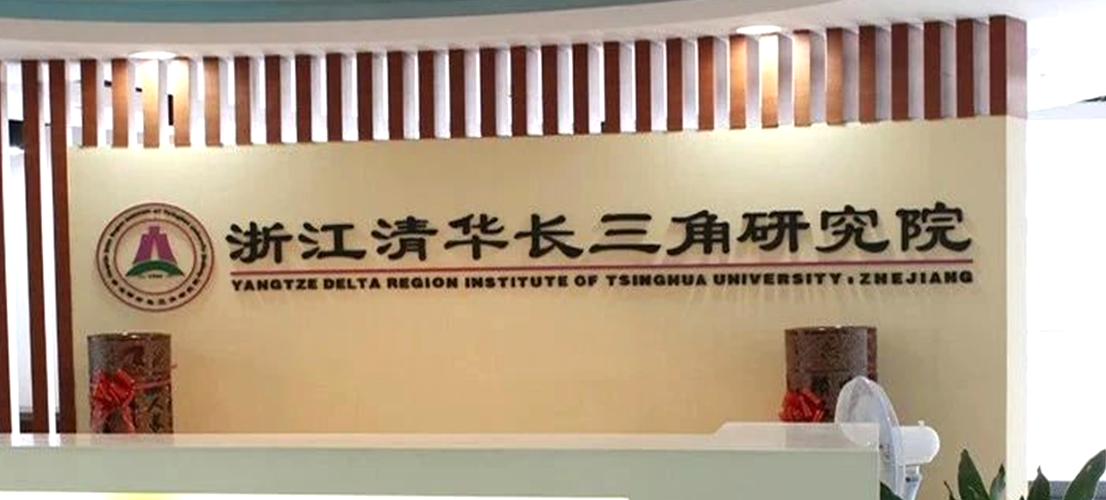 浙江清华长三角研究院
YANGTZE DELTA REGION INSTITUTE OF TSINGHUA UNIVERSITY, ZHEJIANG